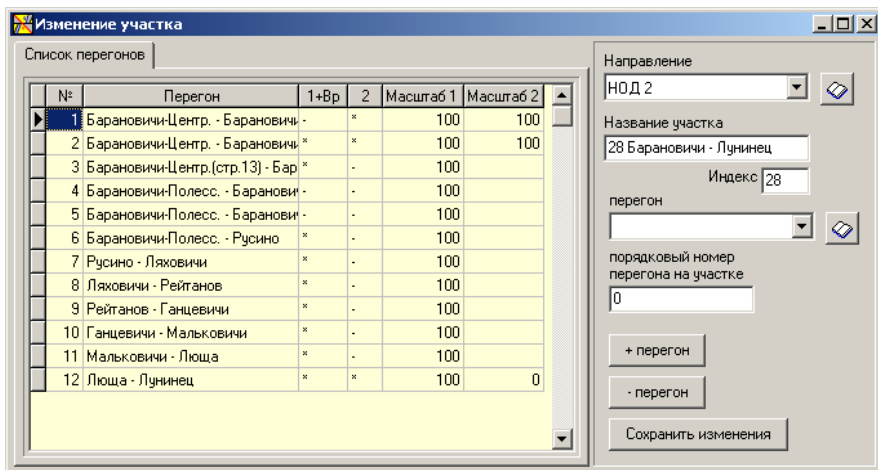 Изменение участка
Список перегонов
№ Перегон 1+Вр 2 Масштаб 1 Масштаб 2
1 Барановичи-Центр. - Барановичи - * 100 100
2 Барановичи-Центр. - Барановичи * * 100 100
3 Барановичи-Центр.(стр.13) - Бар * - 100
4 Барановичи-Полесс. - Баранови - - 100
5 Барановичи-Полесс. - Баранович - - 100
6 Барановичи-Полесс. - Русино * - 100
7 Русино - Ляховичи * - 100
8 Ляховичи - Рейтанов * - 100
9 Рейтанов - Ганцевичи * - 100
10 Ганцевичи - Мальковичи * - 100
11 Мальковичи - Люща * - 100
12 Люща - Лунинец * * 100 0
Направление
НОД 2
Название участка
28 Барановичи - Лунинец
Индекс 28
перегон
порядковый номер
перегона на участке
0
+ перегон
- перегон
Сохранить изменения